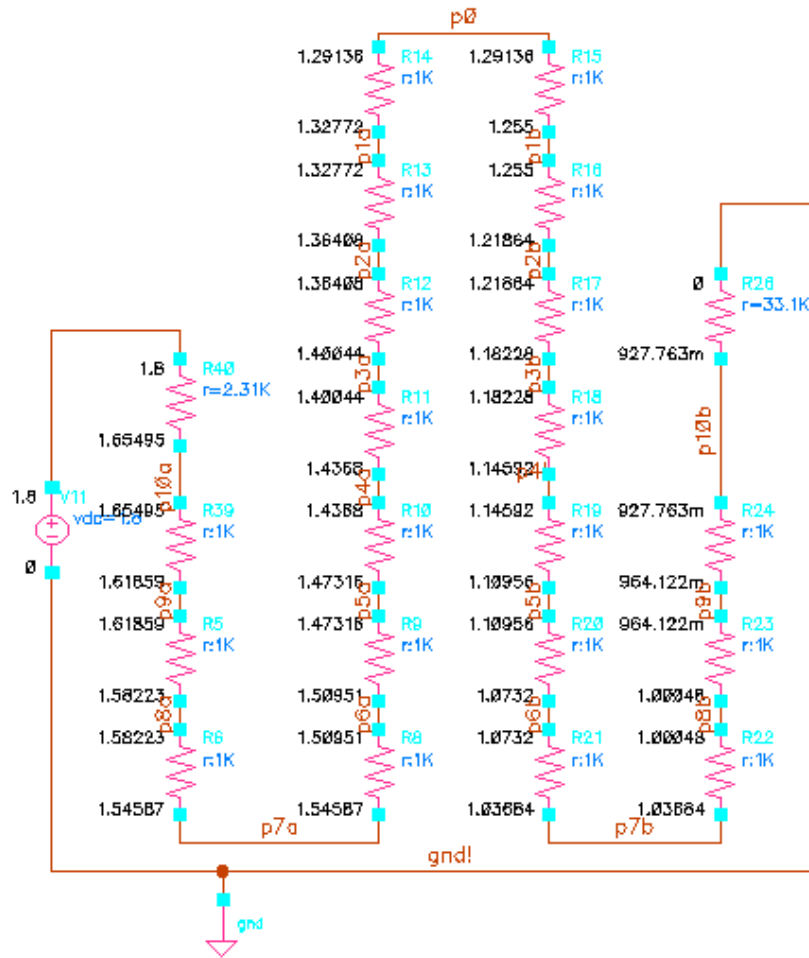 pØ
1.29136
R14
r:1K
1.29136
R15
r:1K
1.32772
p1a
1.255
p1b
1.32772
R13
r:1K
1.255
R16
r:1K
1.36408
p2a
1.21864
p2b
1.36408
R12
r:1K
1.21864
R17
r:1K
Ø
R26
r=33.1K
1.40044
p3a
1.18228
p3b
927.763m
1.8
R40
r=2.31K
1.40044
R11
r:1K
1.18228
R18
r:1K
p1Øb
1.65495
p1Øa
1.4368
p4a
1.14592
1.8
V11
vdc=1.8
Ø
1.65495
R39
r:1K
1.4368
R10
r:1K
1.14592
R19
r:1K
927.763m
R24
r:1K
1.61859
p9a
1.47316
p5a
1.10956
p5b
964.122m
p9b
1.61859
R5
r:1K
1.47316
R9
r:1K
1.10956
R20
r:1K
964.122m
R23
r:1K
1.58223
p8a
1.50951
p6a
1.0732
p6b
1.00048
p8b
1.58223
R6
r:1K
1.50951
R8
r:1K
1.0732
R21
r:1K
1.00048
R22
r:1K
1.54587
1.54587
1.03684
1.03684
p7a
p7b
gnd!
gnd